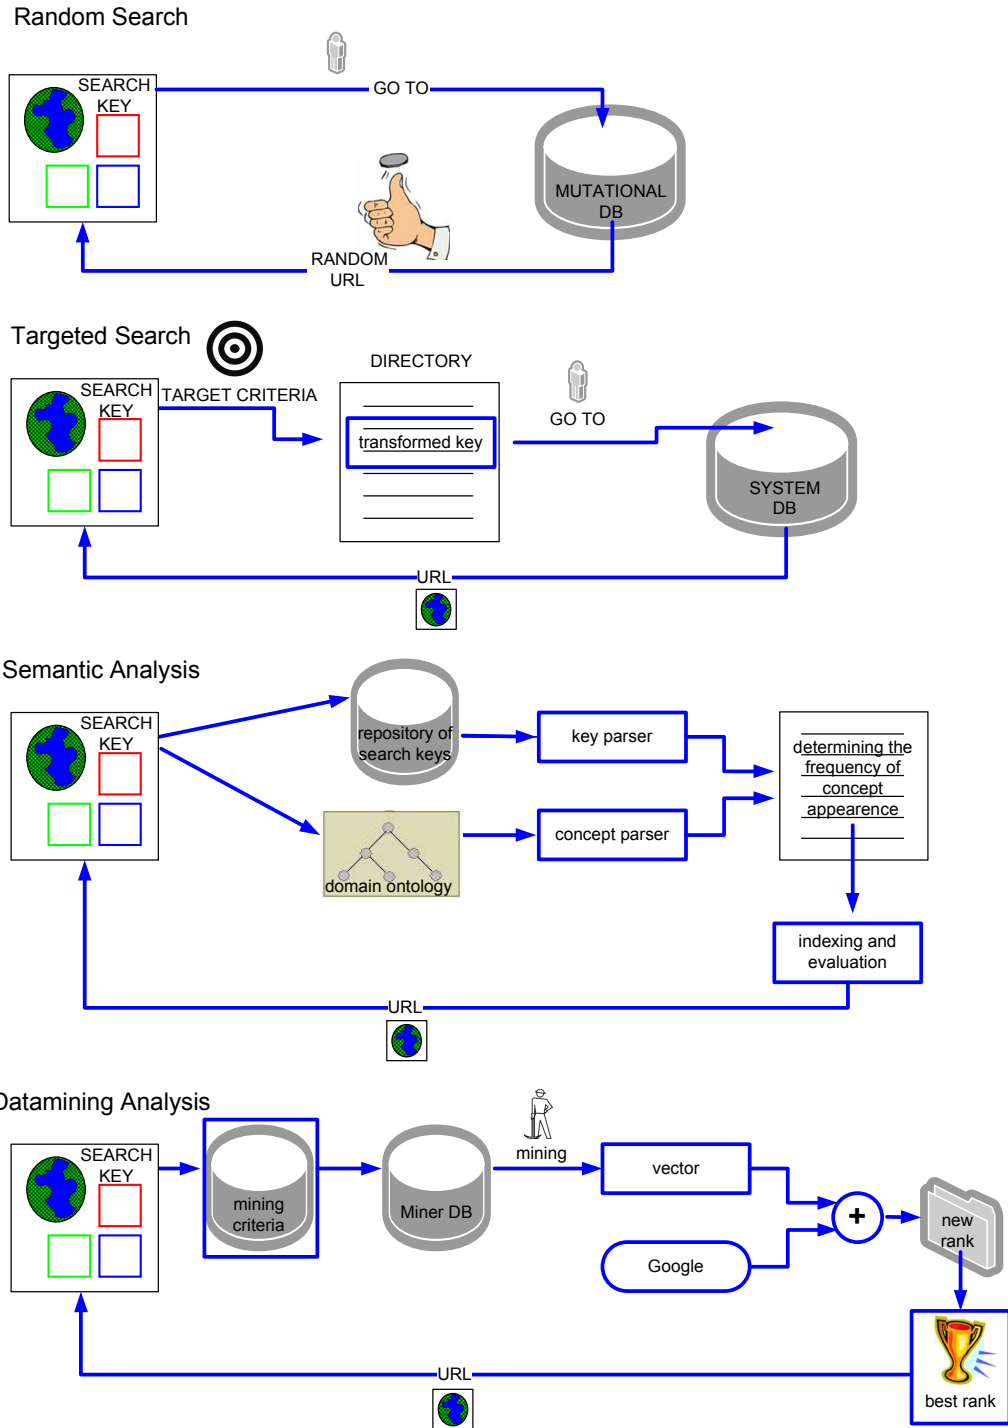 Random Search
SEARCH
KEY
GO TO
MUTATIONAL
DB
RANDOM
URL
Targeted Search
SEARCH
KEY
TARGET CRITERIA
DIRECTORY
transformed key
GO TO
SYSTEM
DB
URL
Semantic Analysis
SEARCH
KEY
repository of
search keys
key parser
determining the
frequency of
concept
appearence
domain ontology
concept parser
indexing and
evaluation
URL
Datamining Analysis
SEARCH
KEY
mining
criteria
Miner DB
mining
vector
Google
+
new
rank
best rank
URL